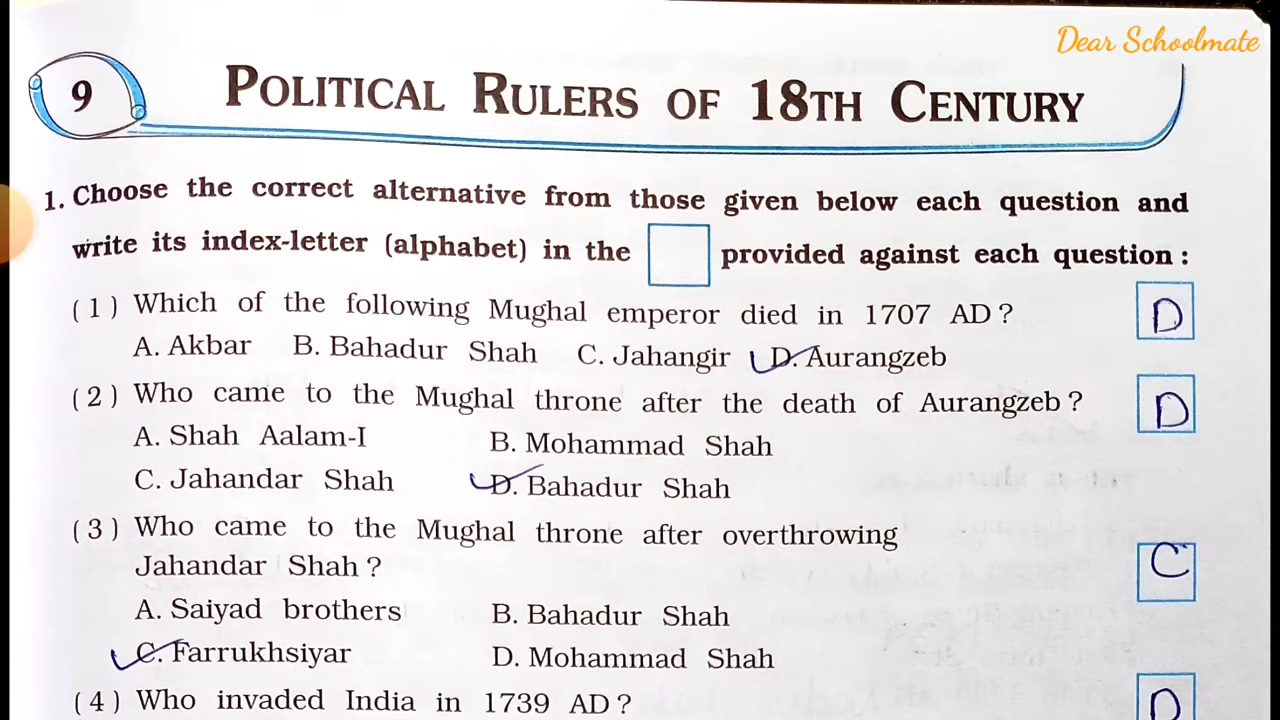 Dear Schoolmate
9 POLITICAL RULERS OF 18TH CENTURY
1. Choose the correct alternative from those given below each question and
write its index-letter (alphabet) in the provided against each question :
( 1 ) Which of the following Mughal emperor died in 1707 AD ? D
A. Akbar B. Bahadur Shah C. Jahangir D. Aurangzeb
( 2 ) Who came to the Mughal throne after the death of Aurangzeb ? D
A. Shah Aalam-I B. Mohammad Shah
C. Jahandar Shah D. Bahadur Shah
( 3 ) Who came to the Mughal throne after overthrowing
Jahandar Shah ? C
A. Saiyad brothers B. Bahadur Shah
C. Farrukhsiyar D. Mohammad Shah
( 4 ) Who invaded India in 1739 AD ? D